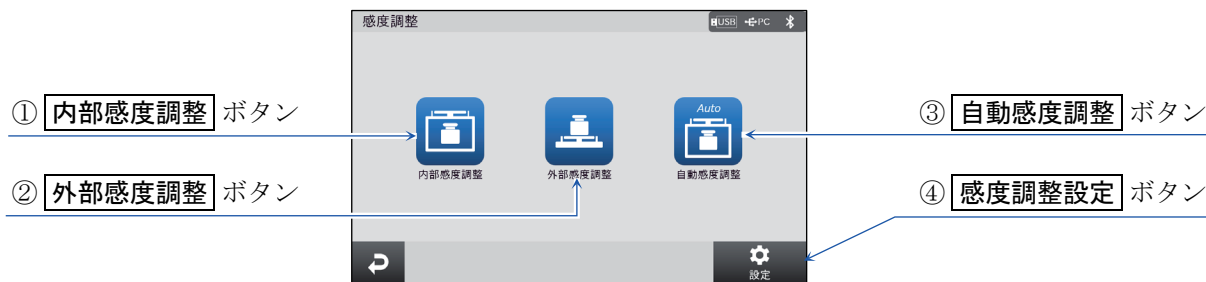 感度調整
USB PC
① 内部感度調整 ボタン
② 外部感度調整 ボタン
Auto
内部感度調整 外部感度調整 自動感度調整
③ 自動感度調整 ボタン
④ 感度調整設定 ボタン
設定